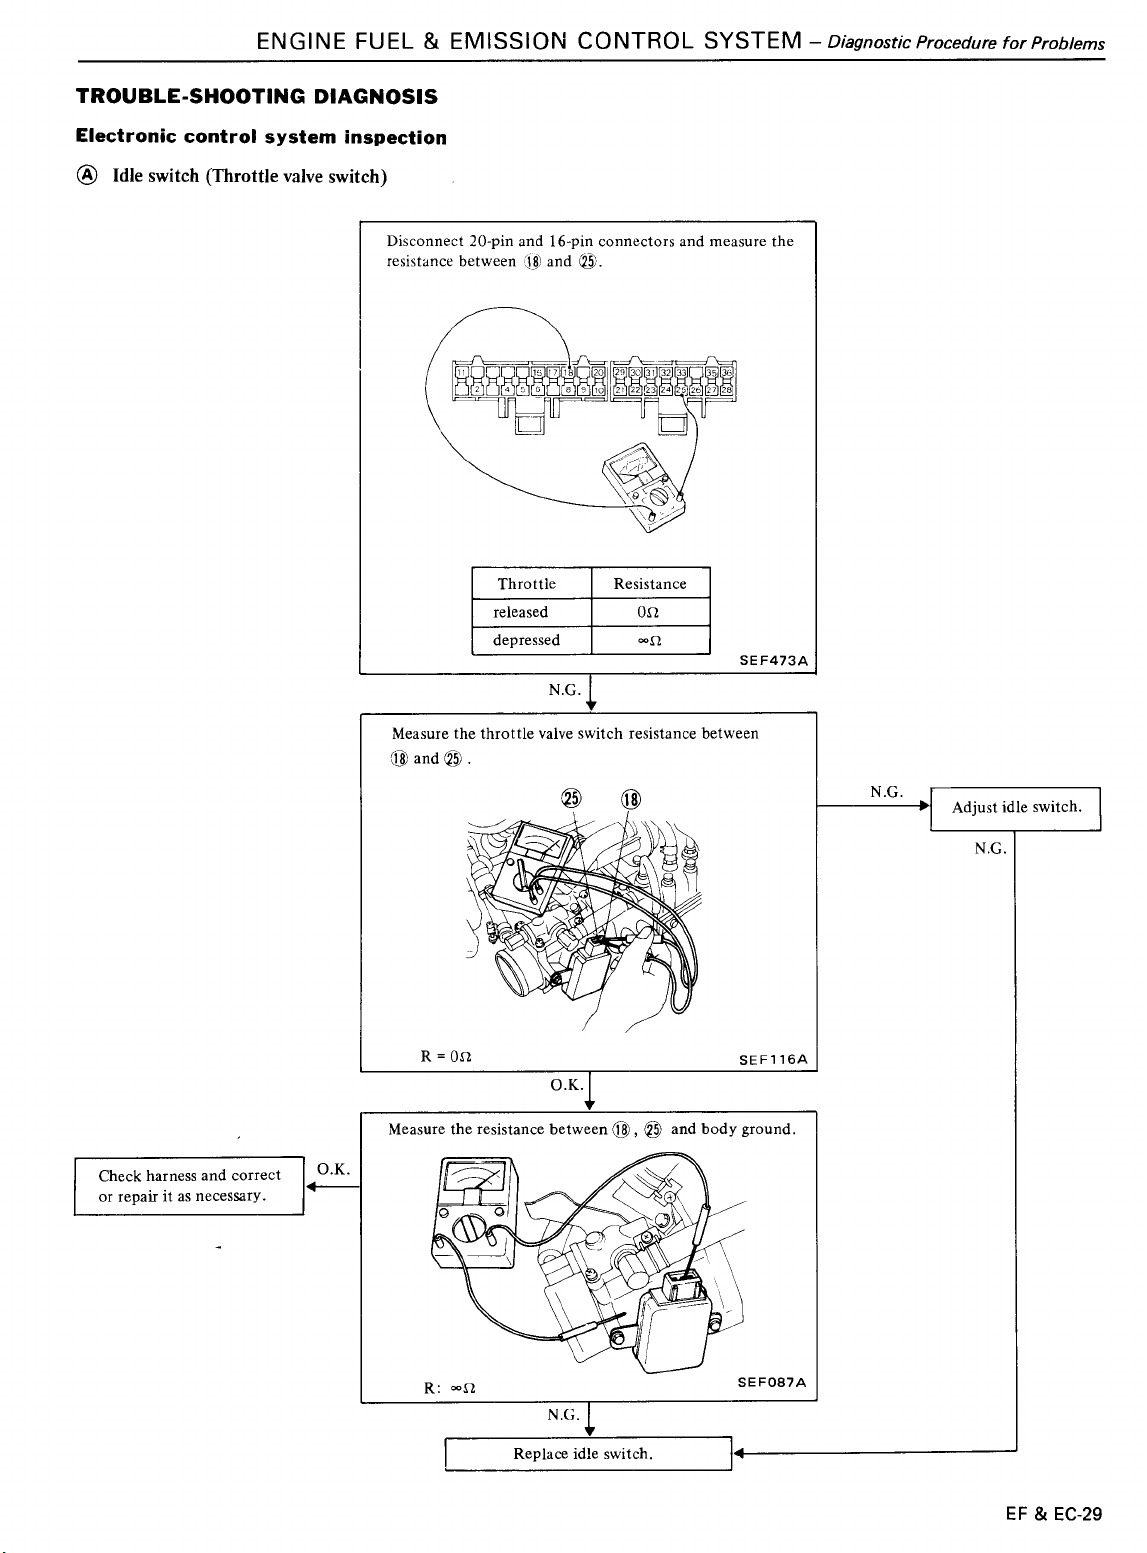 ENGINE FUEL & EMISSION CONTROL SYSTEM – Diagnostic Procedure for Problems
TROUBLE-SHOOTING DIAGNOSIS
Electronic control system inspection
Ⓐ Idle switch (Throttle valve switch)
Disconnect 20-pin and 16-pin connectors and measure the
resistance between ⑱ and ㉕.
11 16 17 18 20 29 30 31 32 33 35 36
2 4 5 6 8 9 10 21 22 23 24 25 26 27 28
Throttle Resistance
released 0Ω
depressed ∞Ω
SEF473A
N.G.
Measure the throttle valve switch resistance between
⑱ and ㉕ .
㉕ ⑱
R = 0Ω
SEF116A
N.G.
Adjust idle switch.
N.G.
O.K.
Measure the resistance between ⑱ , ㉕ and body ground.
R: ∞Ω
SEF087A
O.K.
Check harness and correct
or repair it as necessary.
N.G.
Replace idle switch.
EF & EC-29